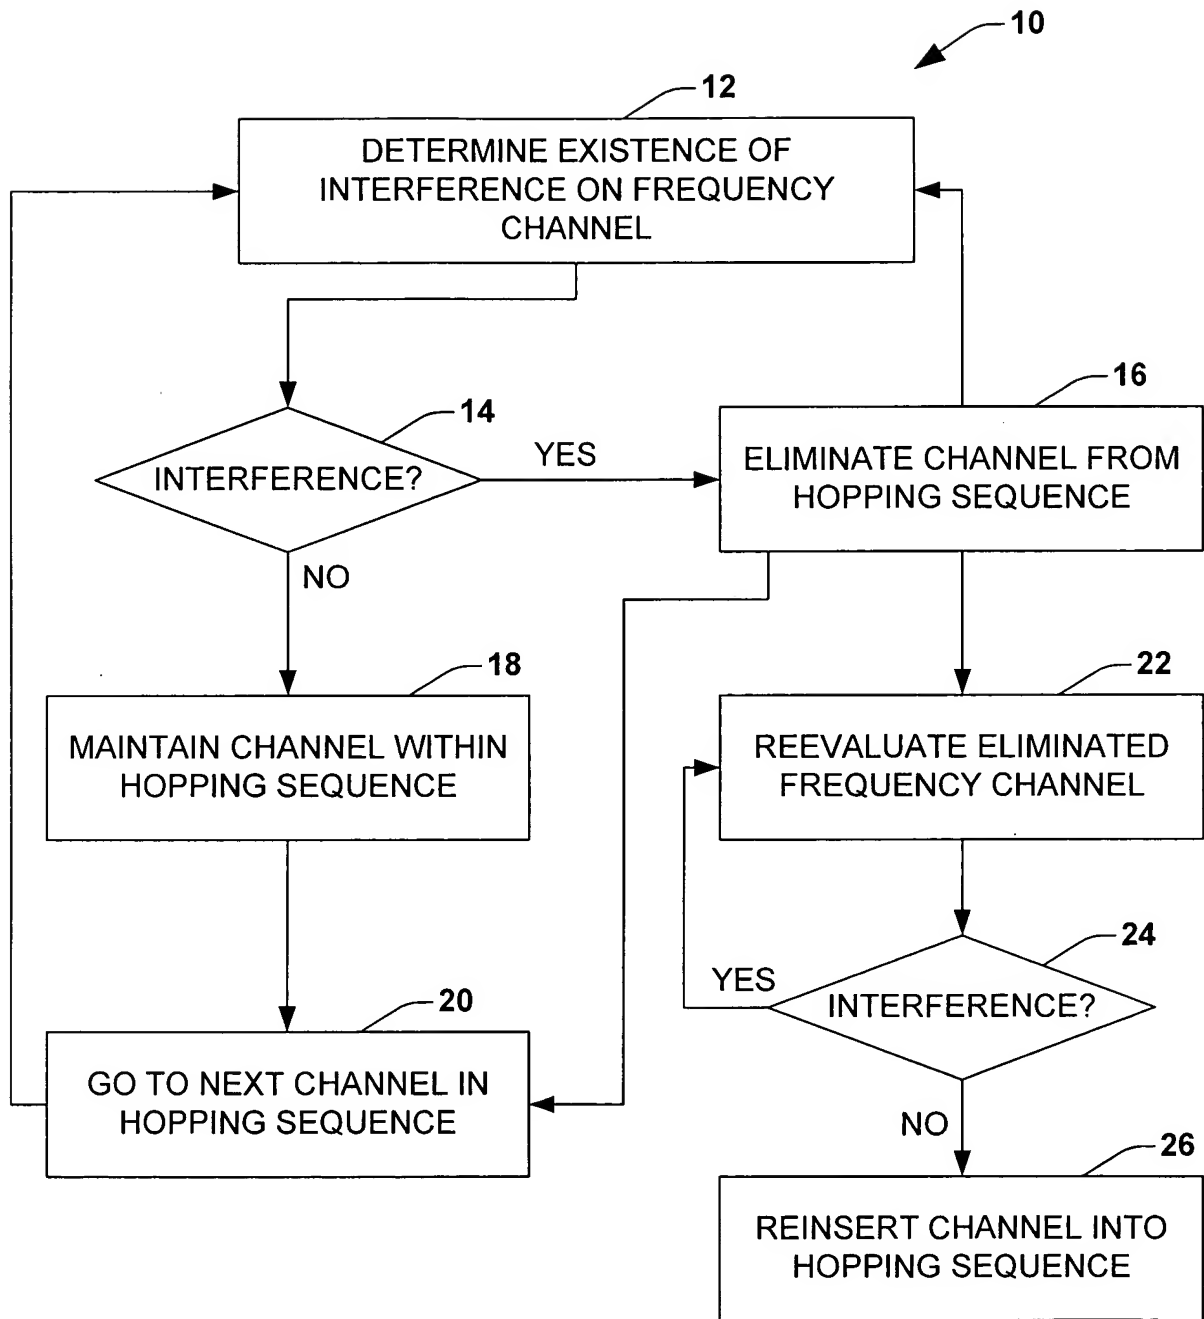 10
12
DETERMINE EXISTENCE OF
INTERFERENCE ON FREQUENCY
CHANNEL
14
INTERFERENCE?
YES
16
ELIMINATE CHANNEL FROM
HOPPING SEQUENCE
NO
18
MAINTAIN CHANNEL WITHIN
HOPPING SEQUENCE
22
REEVALUATE ELIMINATED
FREQUENCY CHANNEL
20
GO TO NEXT CHANNEL IN
HOPPING SEQUENCE
24
YES
INTERFERENCE?
NO
26
REINSERT CHANNEL INTO
HOPPING SEQUENCE